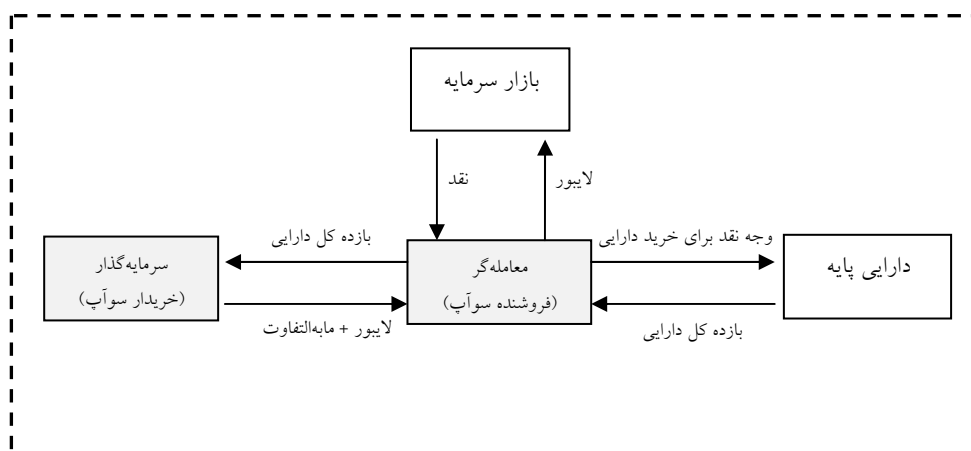 بازار سرمایه
نقد
لایبور
بازده کل دارایی
وجه نقد برای خرید دارایی
سرمایه‌گذار
(خریدار سوآپ)
معامله‌گر
(فروشنده سوآپ)
دارایی پایه
لایبور + مابه‌التفاوت
بازده کل دارایی